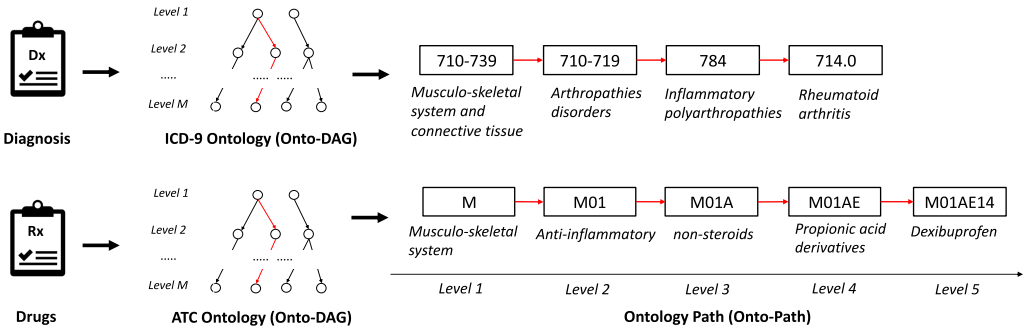 Dx
Diagnosis
Level 1
Level 2
.....
..... .....
Level M
ICD-9 Ontology (Onto-DAG)
710-739
Musculo-skeletal
system and
connective tissue
710-719
Arthropathies
disorders
784
Inflammatory
polyarthropathies
714.0
Rheumatoid
arthritis
Rx
Drugs
Level 1
Level 2
.....
..... .....
Level M
ATC Ontology (Onto-DAG)
M
Musculo-skeletal
system
M01
Anti-inflammatory
M01A
non-steroids
M01AE
Propionic acid
derivatives
M01AE14
Dexibuprofen
Level 1
Level 2
Level 3
Level 4
Level 5
Ontology Path (Onto-Path)